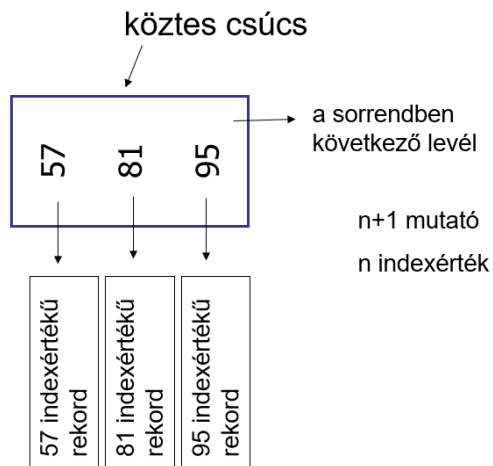 köztes csúcs
57
81
95
a sorrendben
következő levél
n+1 mutató
n indexérték
57 indexértékű
rekord
81 indexértékű
rekord
95 indexértékű
rekord